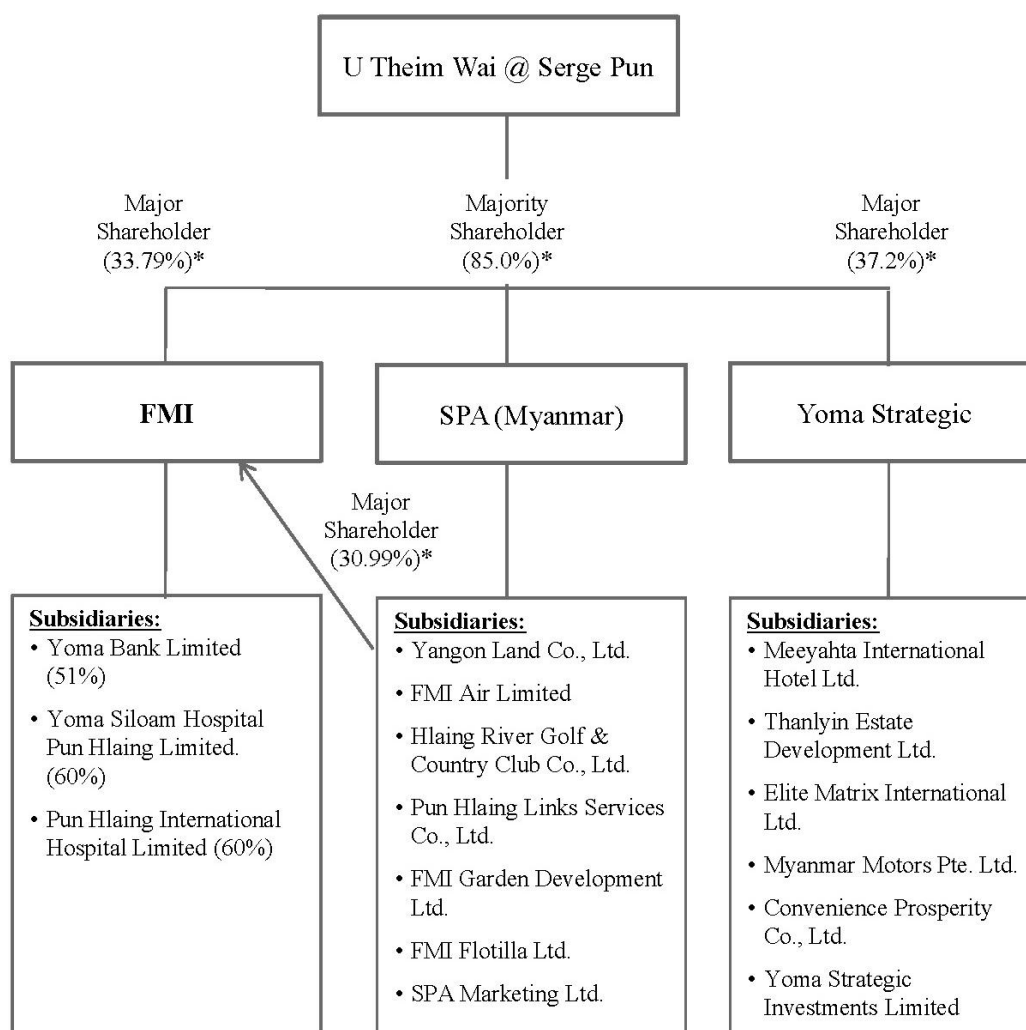 U Theim Wai @ Serge Pun
Major
Shareholder
(33.79%)*
Majority
Shareholder
(85.0%)*
Major
Shareholder
(37.2%)*
FMI
SPA (Myanmar)
Yoma Strategic
Major
Shareholder
(30.99%)*
Subsidiaries:
• Yoma Bank Limited
(51%)
• Yoma Siloam Hospital
Pun Hlaing Limited.
(60%)
• Pun Hlaing International
Hospital Limited (60%)
Subsidiaries:
• Yangon Land Co., Ltd.
• FMI Air Limited
• Hlaing River Golf &
Country Club Co., Ltd.
• Pun Hlaing Links Services
Co., Ltd.
• FMI Garden Development
Ltd.
• FMI Flotilla Ltd.
• SPA Marketing Ltd.
Subsidiaries:
• Meeyahta International
Hotel Ltd.
• Thanlyin Estate
Development Ltd.
• Elite Matrix International
Ltd.
• Myanmar Motors Pte. Ltd.
• Convenience Prosperity
Co., Ltd.
• Yoma Strategic
Investments Limited